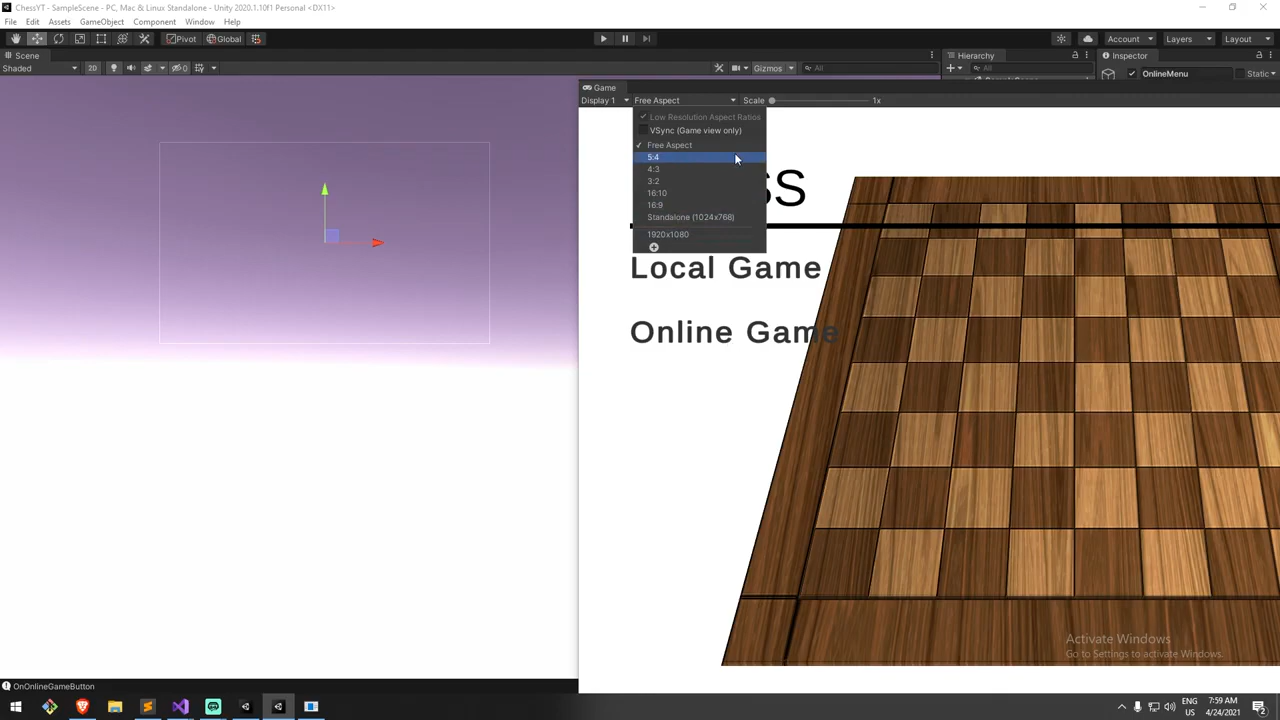 ChessYT - SampleScene - PC, Mac & Linux Standalone - Unity 2020.1.10f1 Personal <DX11>
File Edit Assets GameObject Component Window Help
Pivot Global Account Layers Layout
Scene Hierarchy Inspector
Shaded 2D 0 Gizmos All All OnlineMenu Static
Game
Display 1 Free Aspect Scale 1x
Low Resolution Aspect Ratios
VSync (Game view only)
Free Aspect
5:4
4:3
3:2
16:10
16:9
Standalone (1024x768)
1920x1080
Local Game
Online Game
Activate Windows
Go to Settings to activate Windows.
OnOnlineGameButton
ENG 7:59 AM
US 4/24/2021
2